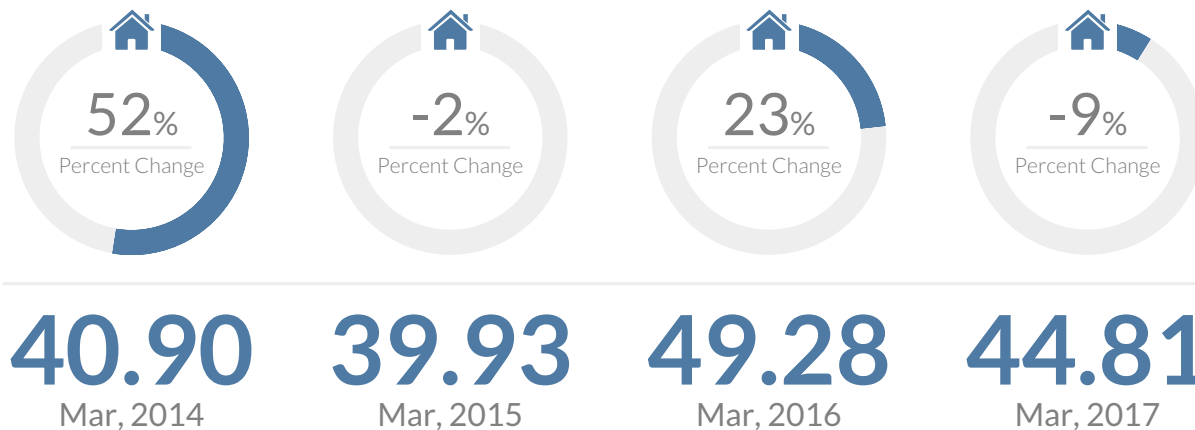 52% -2% 23% -9%
Percent Change Percent Change Percent Change Percent Change
40.90 39.93 49.28 44.81
Mar, 2014 Mar, 2015 Mar, 2016 Mar, 2017